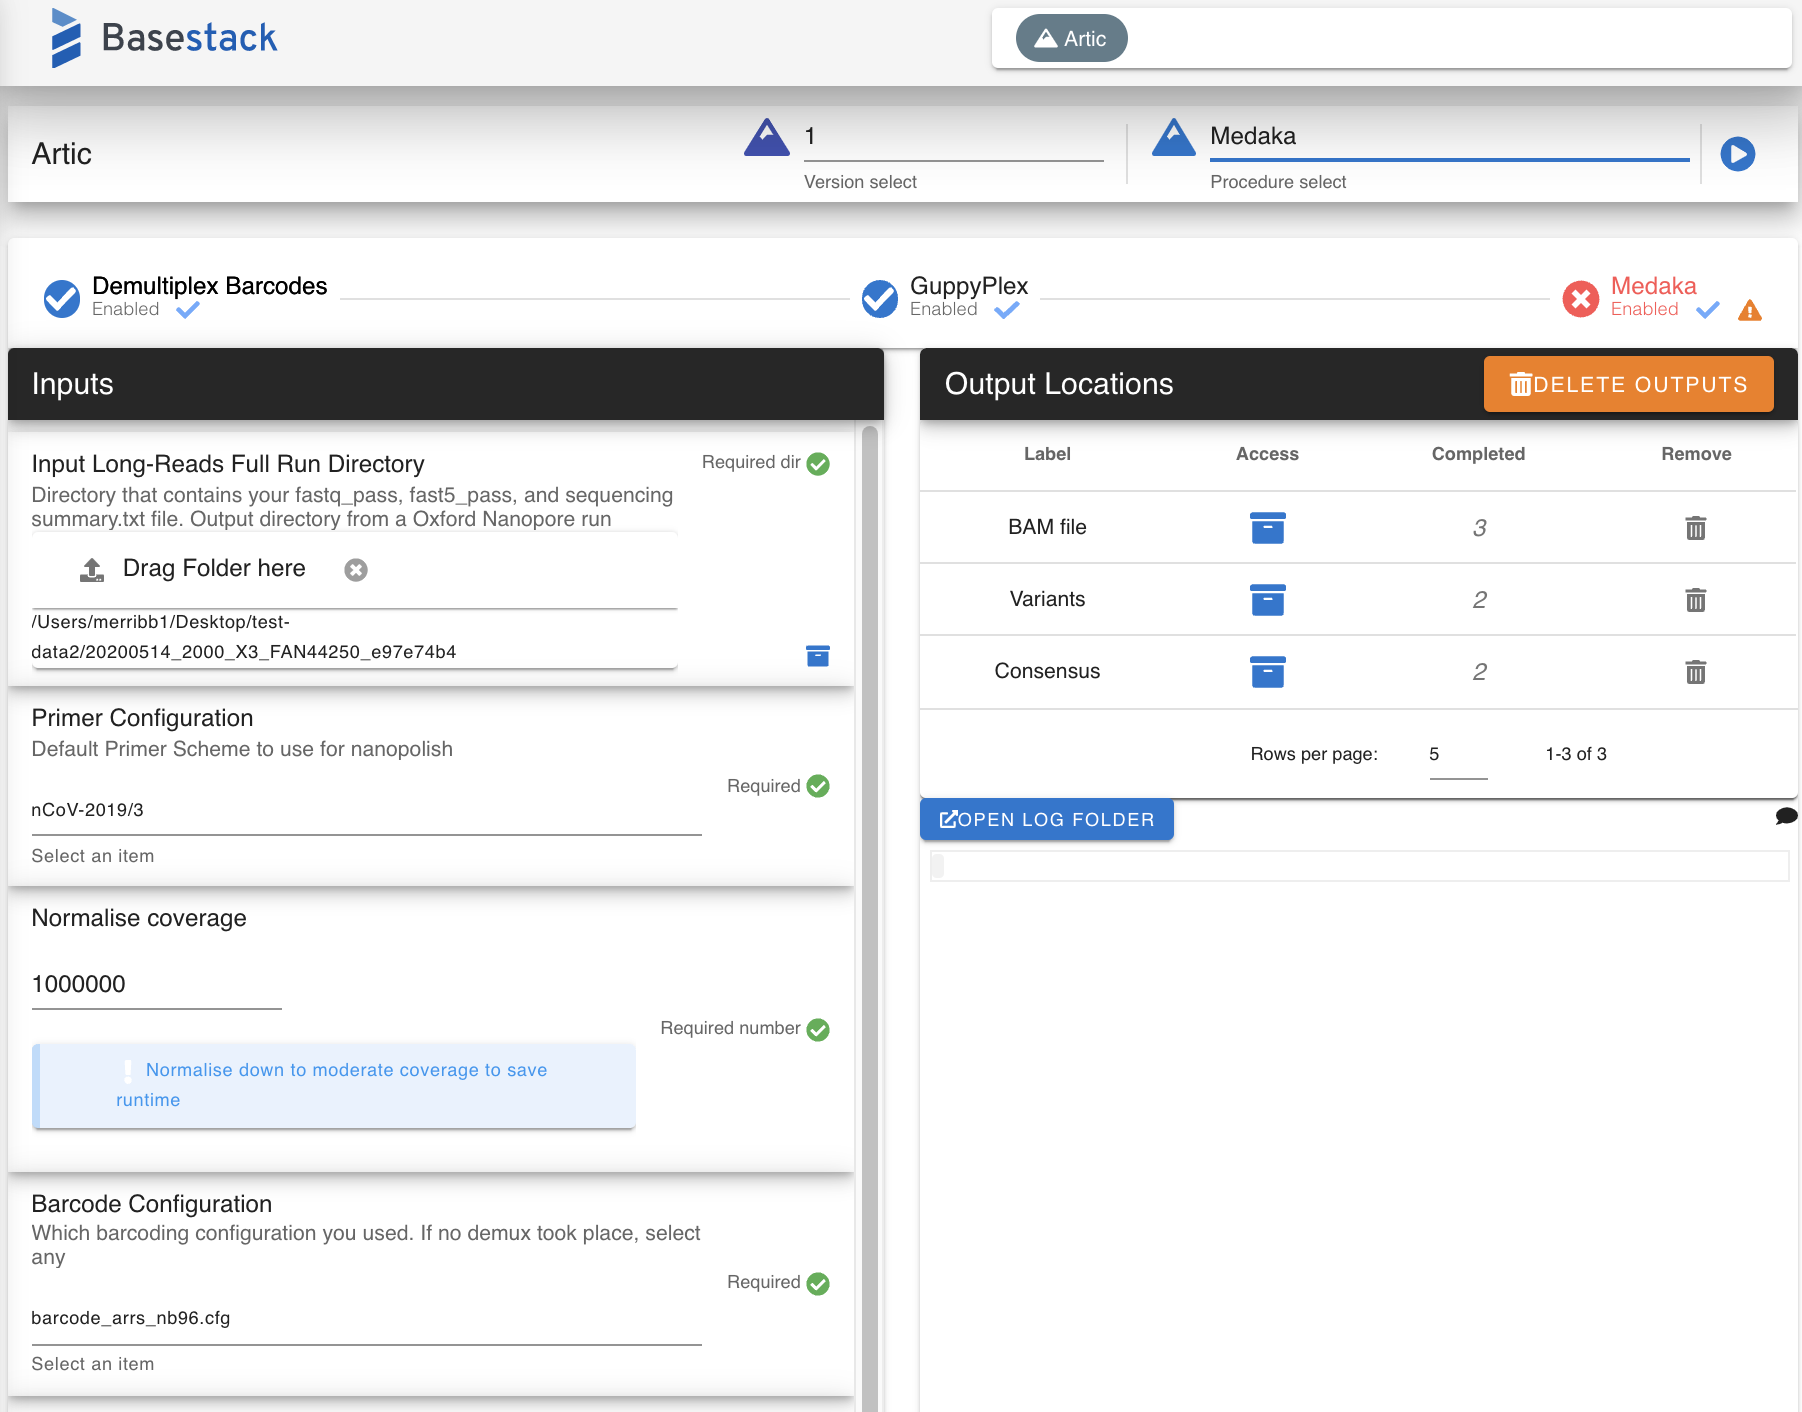 Basestack
Artic
Artic
1
Version select
Medaka
Procedure select
Demultiplex Barcodes
Enabled
GuppyPlex
Enabled
Medaka
Enabled
Inputs
Input Long-Reads Full Run Directory
Required dir
Directory that contains your fastq_pass, fast5_pass, and sequencing
summary.txt file. Output directory from a Oxford Nanopore run
Drag Folder here
/Users/merribb1/Desktop/test-
data2/20200514_2000_X3_FAN44250_e97e74b4
Primer Configuration
Default Primer Scheme to use for nanopolish
Required
nCoV-2019/3
Select an item
Normalise coverage
1000000
Required number
Normalise down to moderate coverage to save
runtime
Barcode Configuration
Which barcoding configuration you used. If no demux took place, select
any
Required
barcode_arrs_nb96.cfg
Select an item
Output Locations
DELETE OUTPUTS
Label Access Completed Remove
BAM file 3
Variants 2
Consensus 2
Rows per page: 5 1-3 of 3
OPEN LOG FOLDER